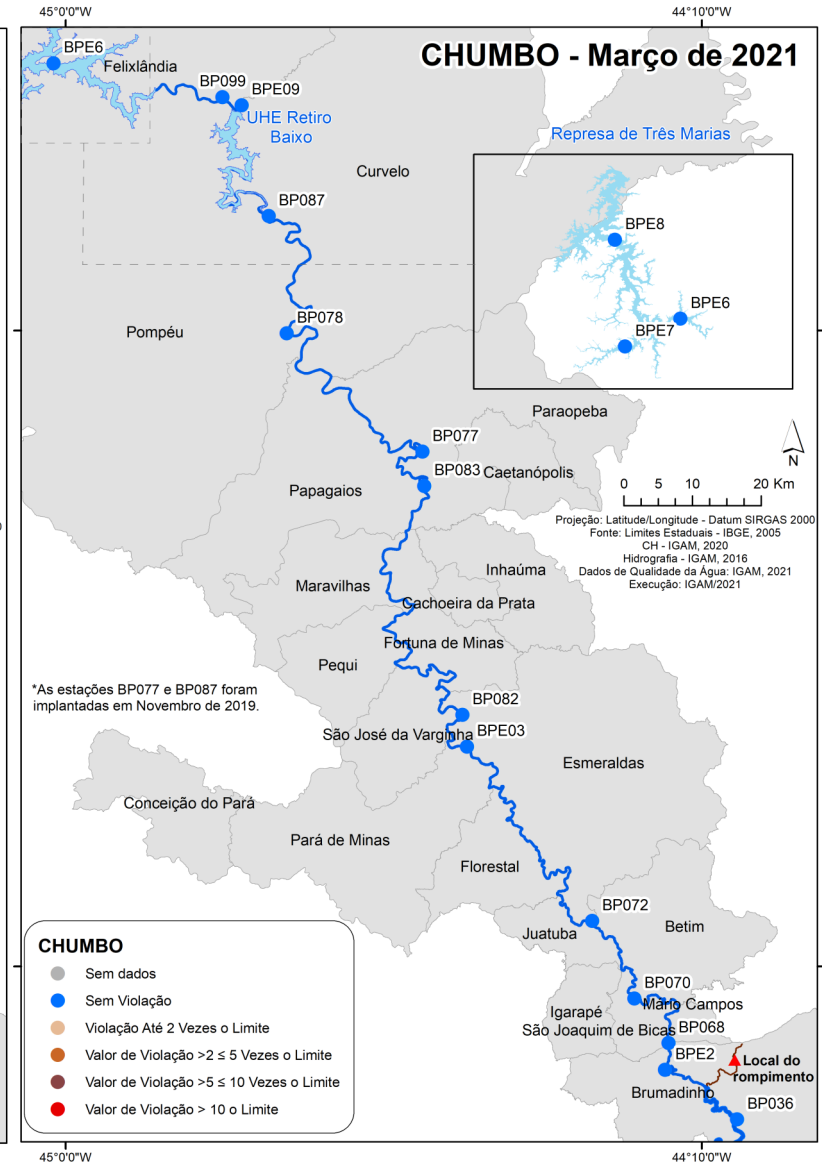 45°0'0"W
44°10'0"W
CHUMBO - Março de 2021
BPE6
Felixlândia
BP099
BPE09
UHE Retiro
Baixo
Represa de Três Marias
Curvelo
BP087
BPE8
BPE6
BPE7
BP078
Pompéu
Paraopeba
N
BP077
BP083
Caetanópolis
Papagaios
0 5 10 20 Km
Projeção: Latitude/Longitude - Datum SIRGAS 2000
Fonte: Limites Estaduais - IBGE, 2005
CH - IGAM, 2020
Hidrografia - IGAM, 2016
Dados de Qualidade da Água: IGAM, 2021
Execução: IGAM/2021
Inhaúma
Maravilhas
Cachoeira da Prata
Fortuna de Minas
Pequi
*As estações BP077 e BP087 foram
implantadas em Novembro de 2019.
BP082
São José da Varginha
BPE03
Esmeraldas
Conceição do Pará
Pará de Minas
Florestal
BP072
Juatuba
Betim
BP070
Mário Campos
Igarapé
São Joaquim de Bicas
BP068
BPE2
Local do
rompimento
Brumadinho
BP036
CHUMBO
Sem dados
Sem Violação
Violação Até 2 Vezes o Limite
Valor de Violação >2 ≤ 5 Vezes o Limite
Valor de Violação >5 ≤ 10 Vezes o Limite
Valor de Violação > 10 o Limite
45°0'0"W
44°10'0"W